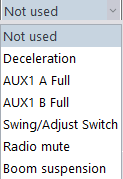 Not used
Not used
Deceleration
AUX1 A Full
AUX1 B Full
Swing/Adjust Switch
Radio mute
Boom suspension